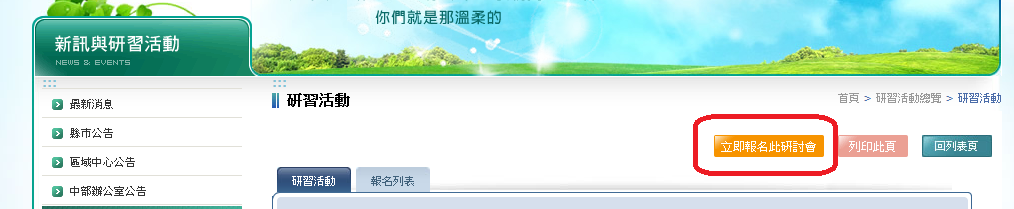 你們就是那溫柔的
新訊與研習活動
NEWS & EVENTS
最新消息
縣市公告
區域中心公告
中部辦公室公告
研習活動
首頁 > 研習活動總覽 > 研習活動
立即報名此研討會 列印此頁 回列表頁
研習活動 報名列表